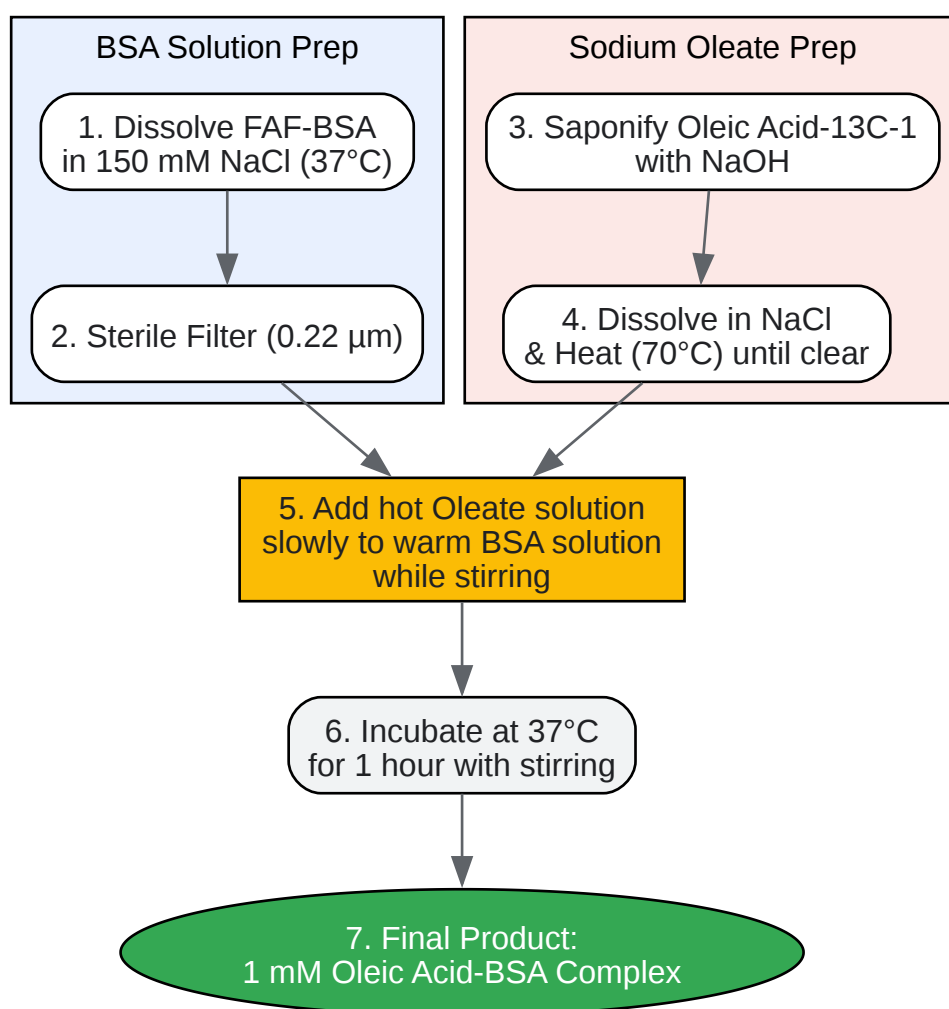 BSA Solution Prep
1. Dissolve FAF-BSA
in 150 mM NaCl (37°C)
2. Sterile Filter (0.22 µm)
Sodium Oleate Prep
3. Saponify Oleic Acid-13C-1
with NaOH
4. Dissolve in NaCl
& Heat (70°C) until clear
5. Add hot Oleate solution
slowly to warm BSA solution
while stirring
6. Incubate at 37°C
for 1 hour with stirring
7. Final Product:
1 mM Oleic Acid-BSA Complex